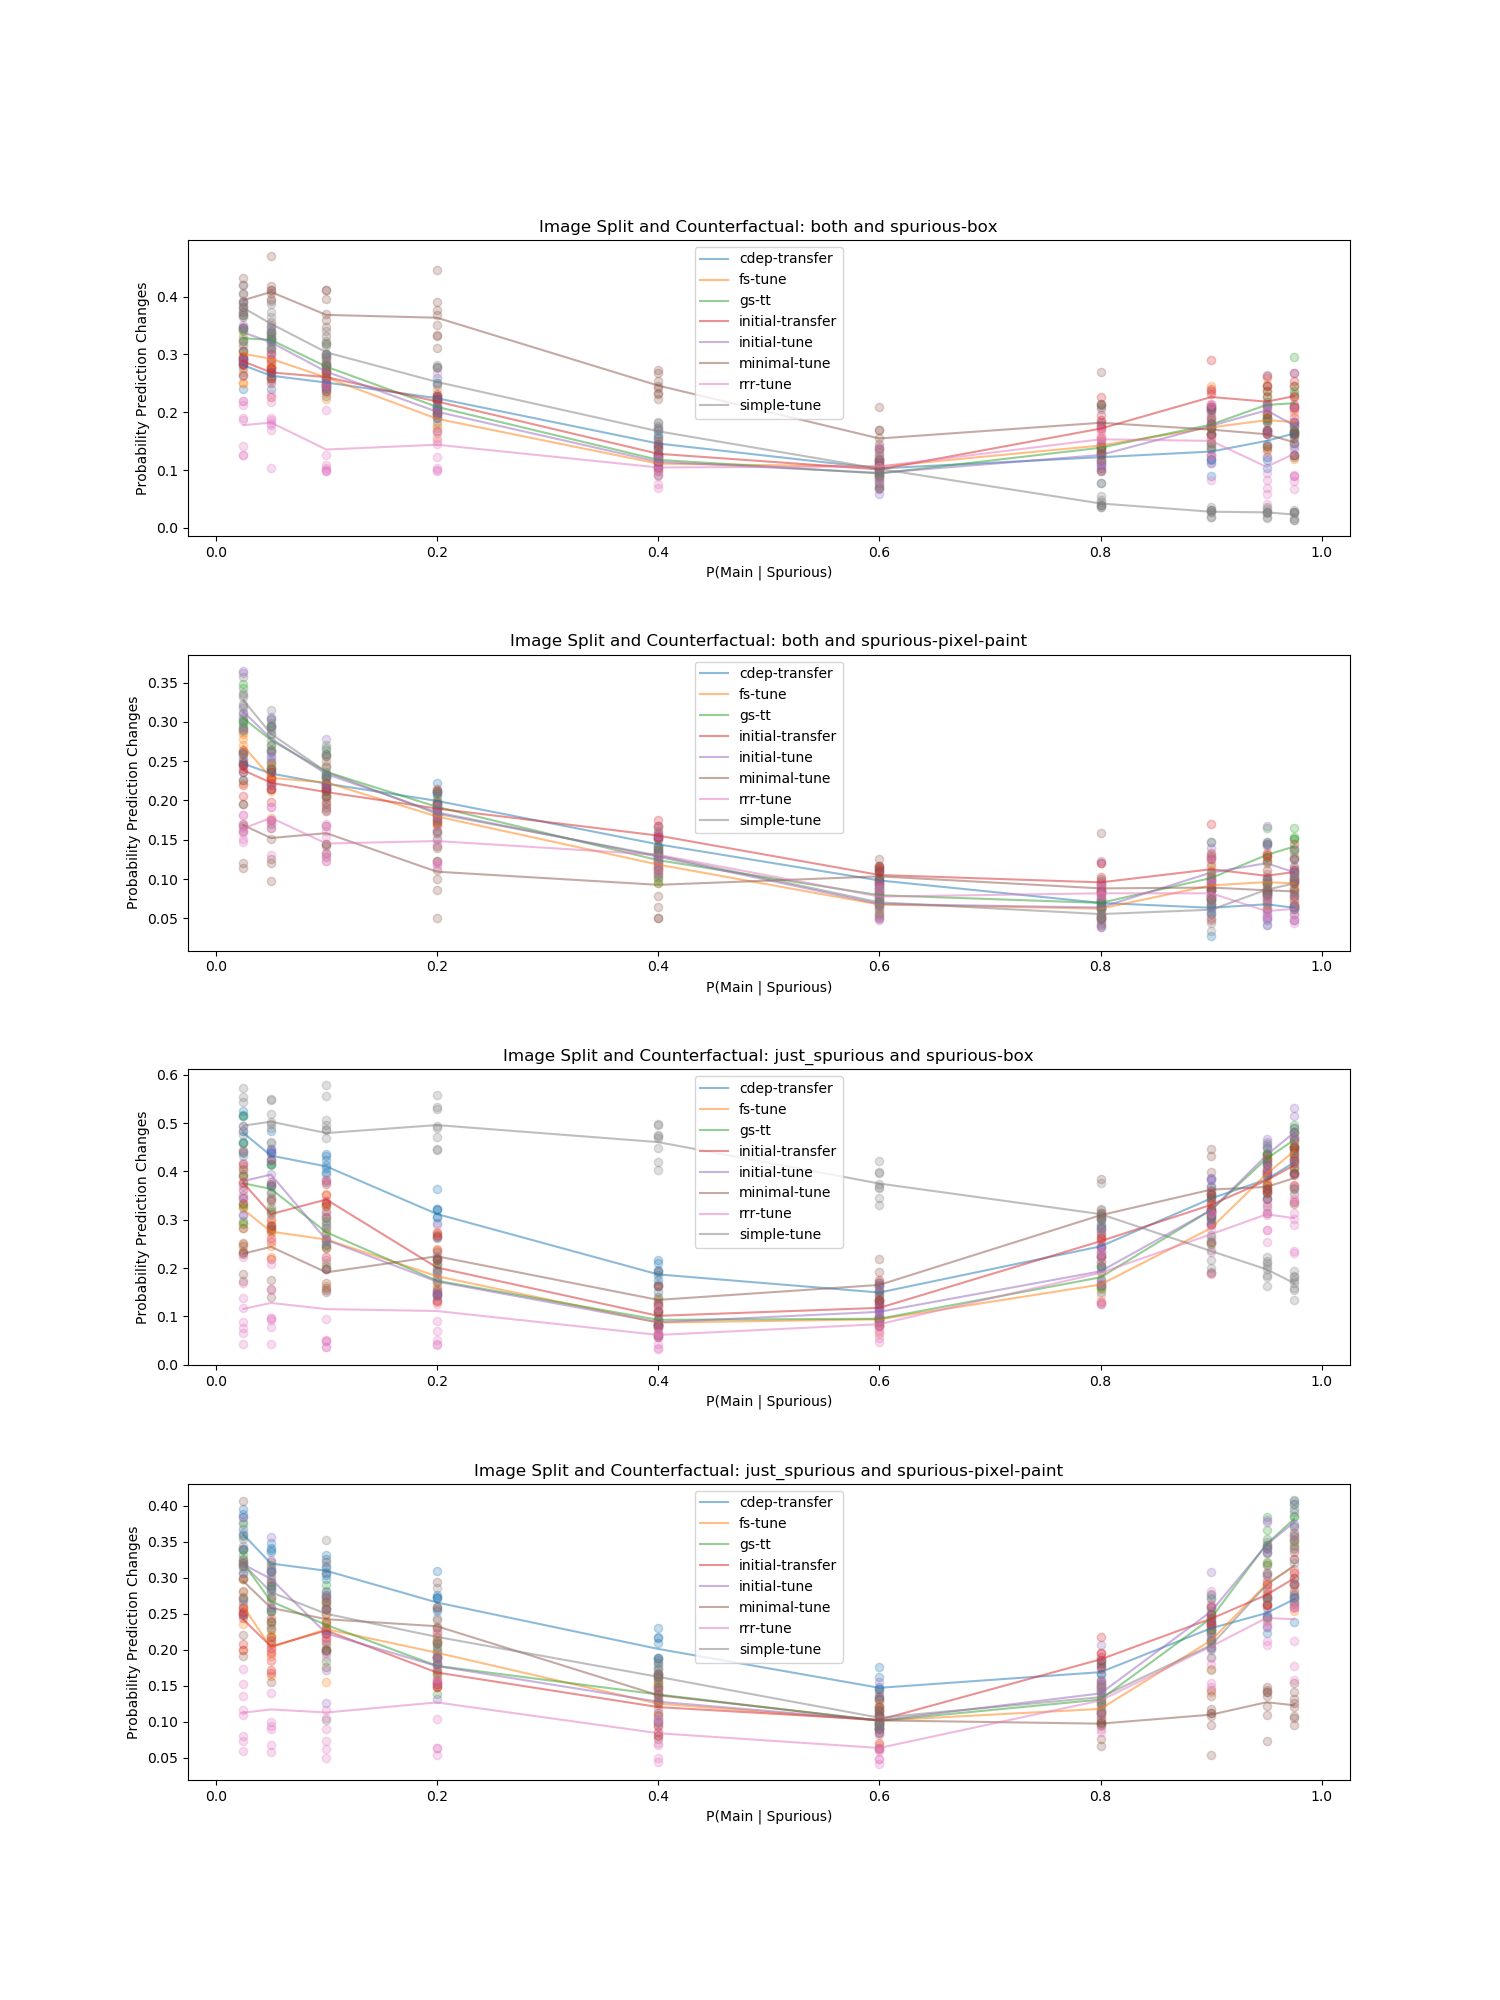 Image Split and Counterfactual: both and spurious-box
Probability Prediction Changes
0.4
0.3
0.2
0.1
0.0
cdep-transfer
fs-tune
gs-tt
initial-transfer
initial-tune
minimal-tune
rrr-tune
simple-tune
0.0 0.2 0.4 0.6 0.8 1.0
P(Main | Spurious)
Image Split and Counterfactual: both and spurious-pixel-paint
Probability Prediction Changes
0.35
0.30
0.25
0.20
0.15
0.10
0.05
cdep-transfer
fs-tune
gs-tt
initial-transfer
initial-tune
minimal-tune
rrr-tune
simple-tune
0.0 0.2 0.4 0.6 0.8 1.0
P(Main | Spurious)
Image Split and Counterfactual: just_spurious and spurious-box
Probability Prediction Changes
0.6
0.5
0.4
0.3
0.2
0.1
0.0
cdep-transfer
fs-tune
gs-tt
initial-transfer
initial-tune
minimal-tune
rrr-tune
simple-tune
0.0 0.2 0.4 0.6 0.8 1.0
P(Main | Spurious)
Image Split and Counterfactual: just_spurious and spurious-pixel-paint
Probability Prediction Changes
0.40
0.35
0.30
0.25
0.20
0.15
0.10
0.05
cdep-transfer
fs-tune
gs-tt
initial-transfer
initial-tune
minimal-tune
rrr-tune
simple-tune
0.0 0.2 0.4 0.6 0.8 1.0
P(Main | Spurious)